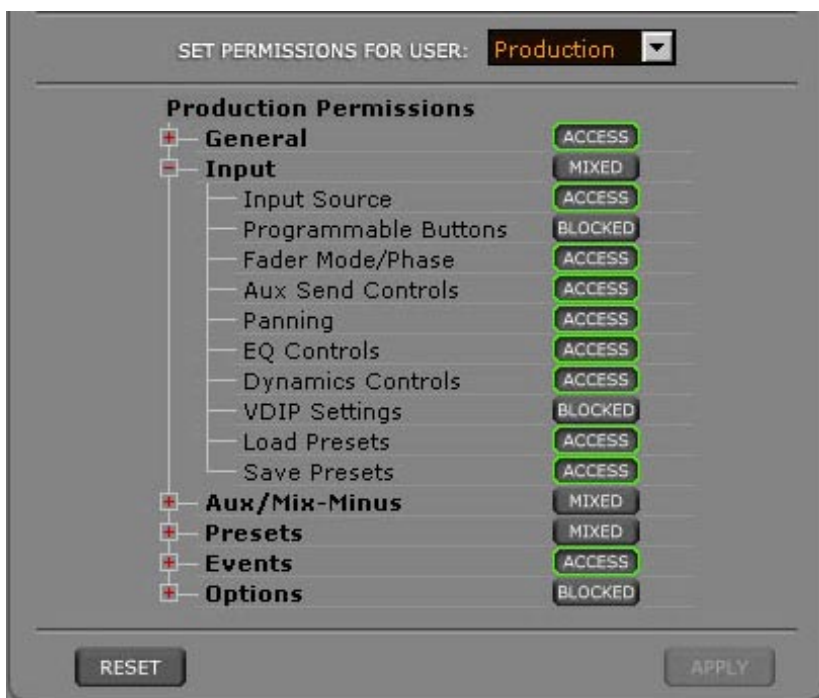 SET PERMISSIONS FOR USER: Production
Production Permissions
General ACCESS
Input MIXED
Input Source ACCESS
Programmable Buttons BLOCKED
Fader Mode/Phase ACCESS
Aux Send Controls ACCESS
Panning ACCESS
EQ Controls ACCESS
Dynamics Controls ACCESS
VDIP Settings BLOCKED
Load Presets ACCESS
Save Presets ACCESS
Aux/Mix-Minus MIXED
Presets MIXED
Events ACCESS
Options BLOCKED
RESET APPLY